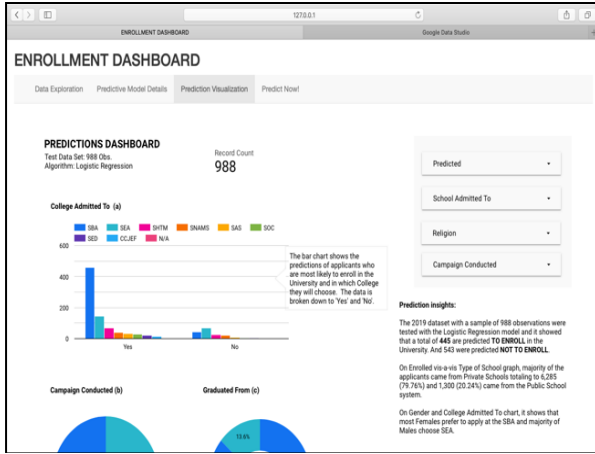 127.0.0.1
ENROLLMENT DASHBOARD
Google Data Studio
ENROLLMENT DASHBOARD
Data Exploration
Predictive Model Details
Prediction Visualization
Predict Now!
PREDICTIONS DASHBOARD
Test Data Set: 988 Obs.
Algorithm: Logistic Regression
Record Count
988
College Admitted To (a)
SBA SEA SHTM SNAMS SAS SOC
SED CCJEF N/A
600
400
200
0
Yes
No
The bar chart shows the
predictions of applicants who
are most likely to enroll in the
University and in which College
they will choose. The data is
broken down to 'Yes' and 'No'.
Campaign Conducted (b)
Graduated From (c)
13.6%
Predicted
School Admitted To
Religion
Campaign Conducted
Prediction insights:
The 2019 dataset with a sample of 988 observations were
tested with the Logistic Regression model and it showed
that a total of 445 are predicted TO ENROLL in the
University. And 543 were predicted NOT TO ENROLL.
On Enrolled vis-a-vis Type of School graph, majority of the
applicants came from Private Schools totaling to 6,285
(79.76%) and 1,300 (20.24%) came from the Public School
system.
On Gender and College Admitted To chart, it shows that
most Females prefer to apply at the SBA and majority of
Males choose SEA.